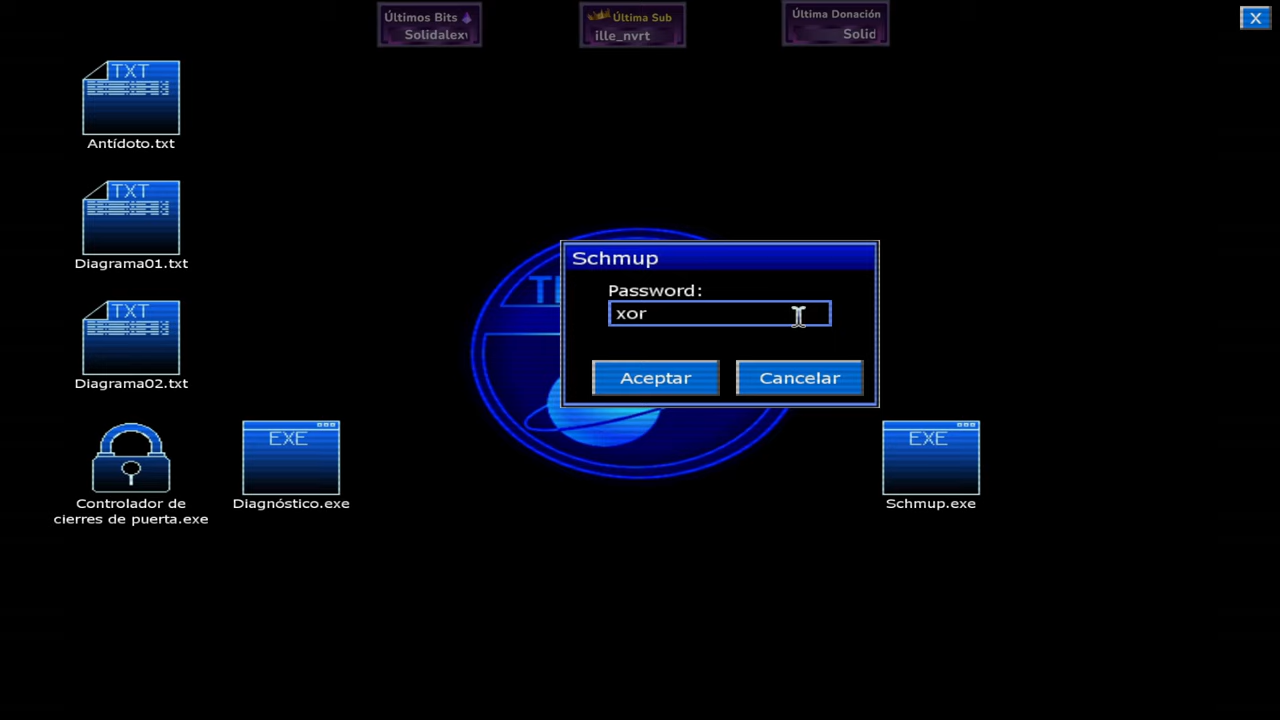 Últimos Bits
Solidalex
Última Sub
ille_nvrt
Última Donación
Solid
X
TXT
Antídoto.txt
TXT
Diagrama01.txt
TXT
Diagrama02.txt
Schmup
Password:
xor
Aceptar
Cancelar
Controlador de
cierres de puerta.exe
EXE
Diagnóstico.exe
EXE
Schmup.exe